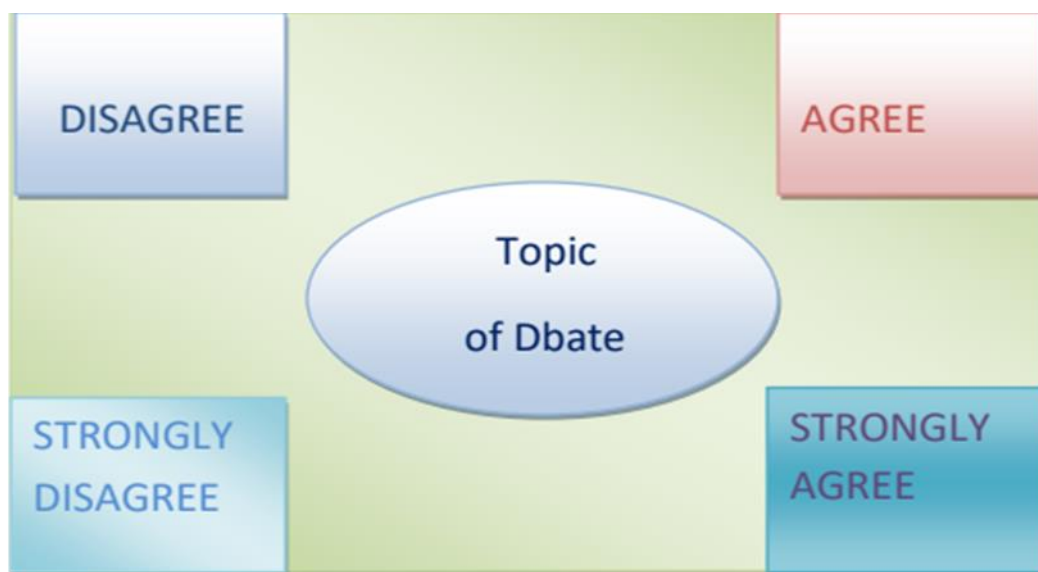 DISAGREE
AGREE
Topic
of Dbate
STRONGLY
DISAGREE
STRONGLY
AGREE